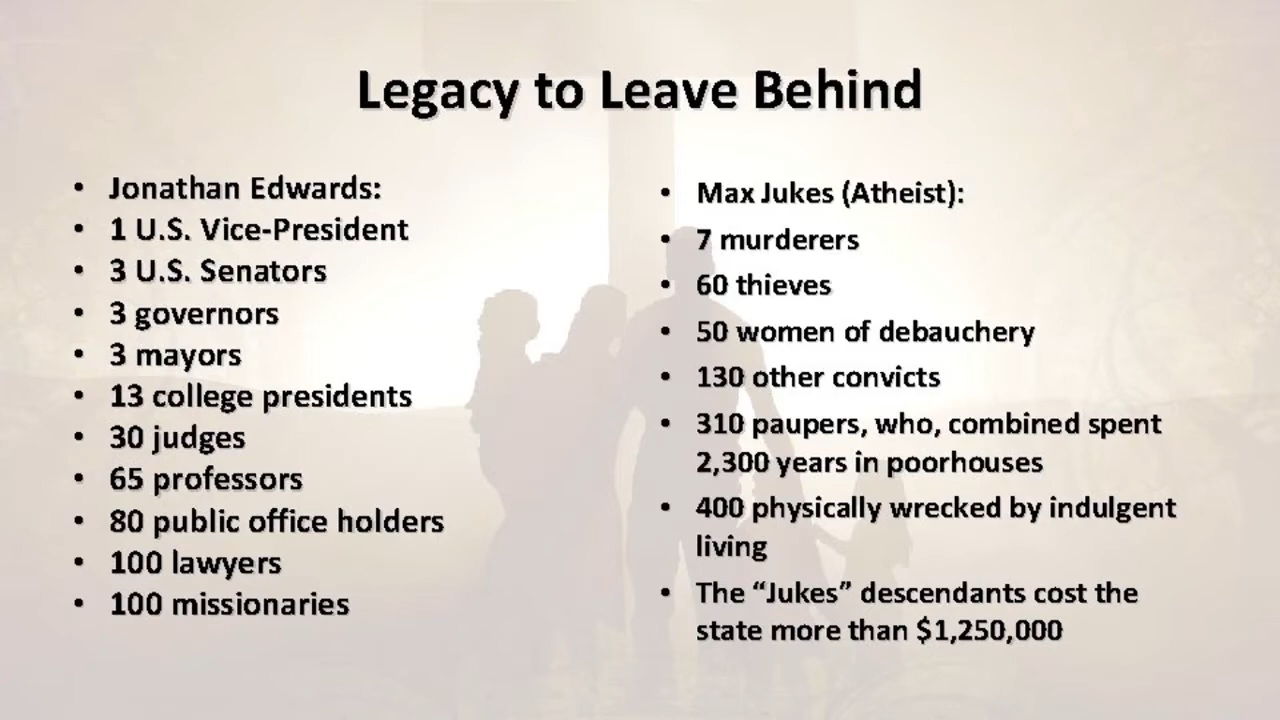 Legacy to Leave Behind
• Jonathan Edwards:
• 1 U.S. Vice-President
• 3 U.S. Senators
• 3 governors
• 3 mayors
• 13 college presidents
• 30 judges
• 65 professors
• 80 public office holders
• 100 lawyers
• 100 missionaries
• Max Jukes (Atheist):
• 7 murderers
• 60 thieves
• 50 women of debauchery
• 130 other convicts
• 310 paupers, who, combined spent
2,300 years in poorhouses
• 400 physically wrecked by indulgent
living
• The “Jukes” descendants cost the
state more than $1,250,000